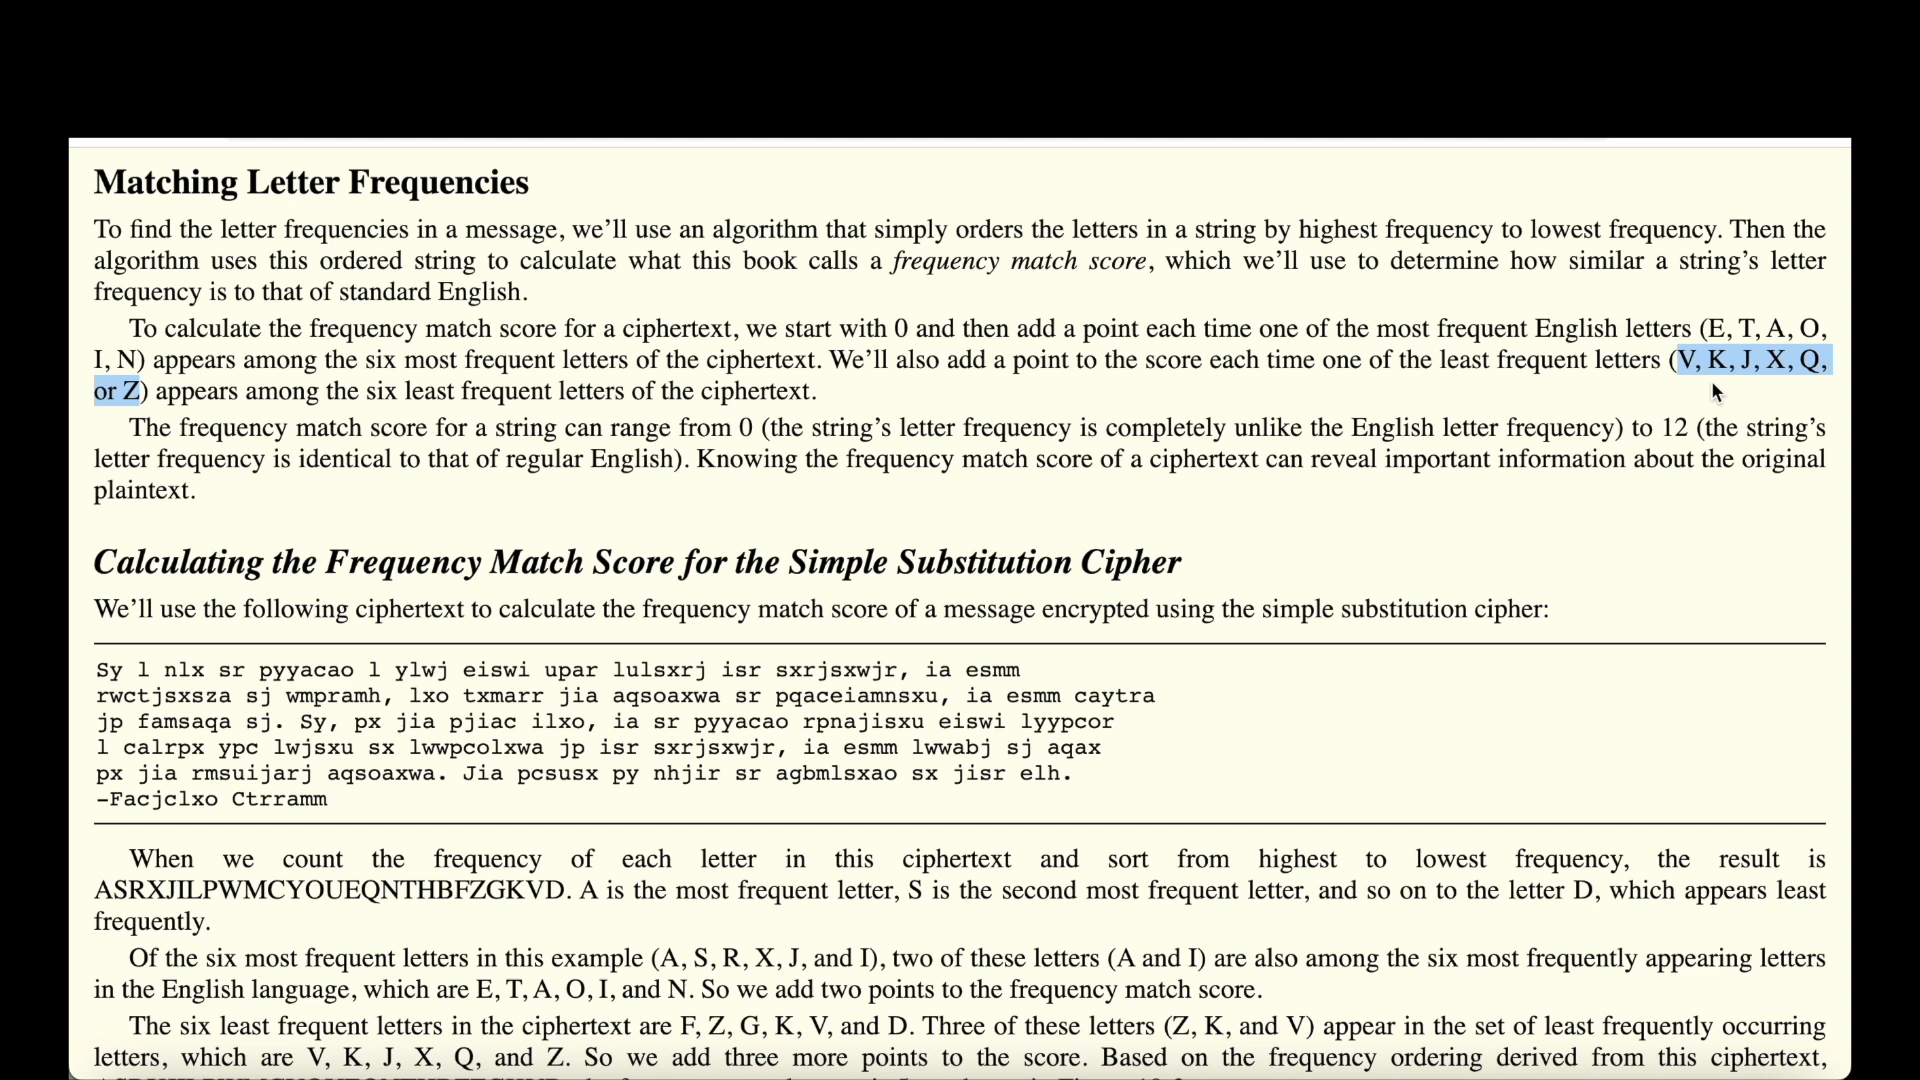 Matching Letter Frequencies
To find the letter frequencies in a message, we’ll use an algorithm that simply orders the letters in a string by highest frequency to lowest frequency. Then the
algorithm uses this ordered string to calculate what this book calls a frequency match score, which we’ll use to determine how similar a string’s letter
frequency is to that of standard English.
To calculate the frequency match score for a ciphertext, we start with 0 and then add a point each time one of the most frequent English letters (E, T, A, O,
I, N) appears among the six most frequent letters of the ciphertext. We’ll also add a point to the score each time one of the least frequent letters (V, K, J, X, Q,
or Z) appears among the six least frequent letters of the ciphertext.
The frequency match score for a string can range from 0 (the string’s letter frequency is completely unlike the English letter frequency) to 12 (the string’s
letter frequency is identical to that of regular English). Knowing the frequency match score of a ciphertext can reveal important information about the original
plaintext.
Calculating the Frequency Match Score for the Simple Substitution Cipher
We’ll use the following ciphertext to calculate the frequency match score of a message encrypted using the simple substitution cipher:
Sy l nlx sr pyyacao l ylwj eiswi upar lulsxrj isr sxrjsxwjr, ia esmm
rwctjsxsza sj wmpramh, lxo txmarr jia aqsoaxwa sr pqaceiamnsxu, ia esmm caytra
jp famsaqa sj. Sy, px jia pjiac ilxo, ia sr pyyacao rpnajisxu eiswi lyypcor
l calrpx ypc lwjsxu sx lwwpcolxwa jp isr sxrjsxwjr, ia esmm lwwabj sj aqax
px jia rmsuijarj aqsoaxwa. Jia pcsusx py nhjir sr agbmlsxao sx jisr elh.
–Facjclxo Ctrramm
When we count the frequency of each letter in this ciphertext and sort from highest to lowest frequency, the result is
ASRXJILPWMCYOUEQNTHBFZGKVD. A is the most frequent letter, S is the second most frequent letter, and so on to the letter D, which appears least
frequently.
Of the six most frequent letters in this example (A, S, R, X, J, and I), two of these letters (A and I) are also among the six most frequently appearing letters
in the English language, which are E, T, A, O, I, and N. So we add two points to the frequency match score.
The six least frequent letters in the ciphertext are F, Z, G, K, V, and D. Three of these letters (Z, K, and V) appear in the set of least frequently occurring
letters, which are V, K, J, X, Q, and Z. So we add three more points to the score. Based on the frequency ordering derived from this ciphertext,